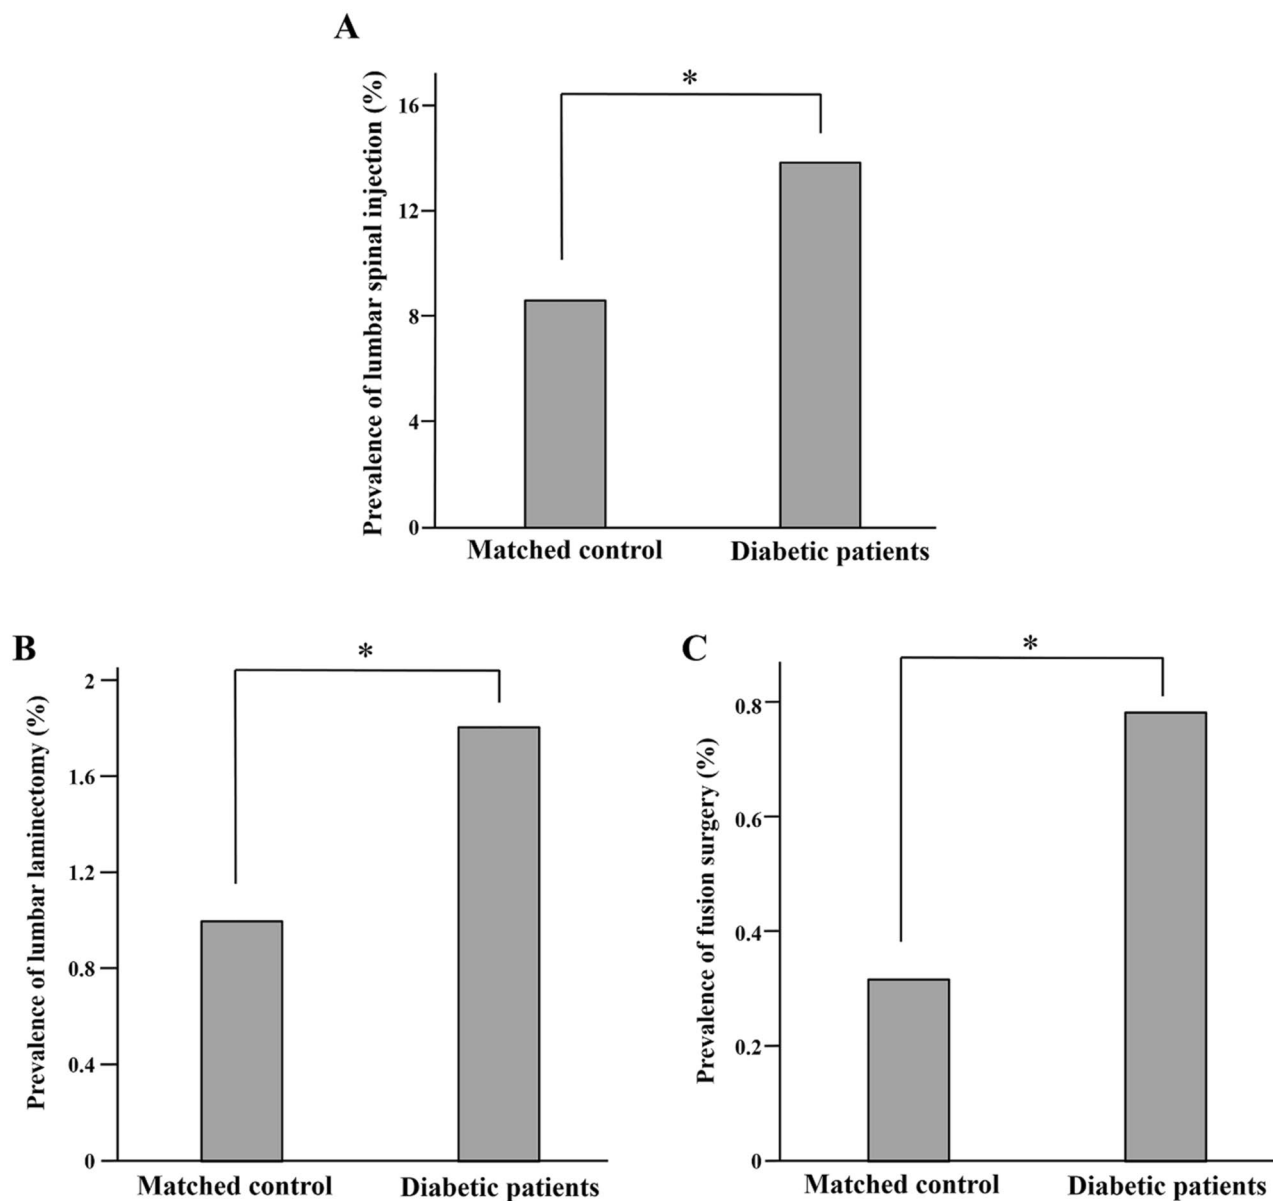 A
Prevalence of lumbar spinal injection (%)
16
12
8
4
0
*
Matched control
Diabetic patients
B
Prevalence of lumbar laminectomy (%)
2
1.6
1.2
0.8
0.4
0
*
Matched control
Diabetic patients
C
Prevalence of fusion surgery (%)
0.8
0.6
0.4
0.2
0
*
Matched control
Diabetic patients